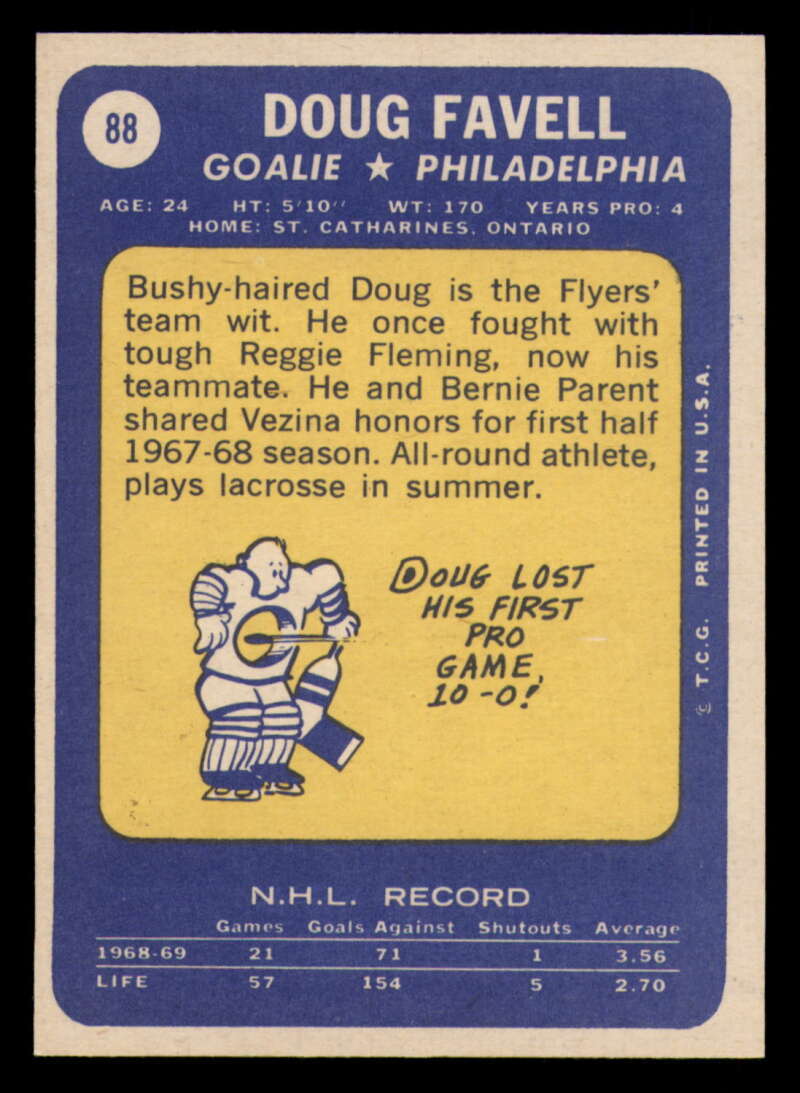 88
DOUG FAVELL
GOALIE ★ PHILADELPHIA
AGE: 24 HT: 5'10'' WT: 170 YEARS PRO: 4
HOME: ST. CATHARINES, ONTARIO
Bushy-haired Doug is the Flyers'
team wit. He once fought with
tough Reggie Fleming, now his
teammate. He and Bernie Parent
shared Vezina honors for first half
1967-68 season. All-round athlete,
plays lacrosse in summer.
DOUG LOST
HIS FIRST
PRO
GAME,
10-0!
© T.C.G. PRINTED IN U.S.A.
N.H.L. RECORD
Games Goals Against Shutouts Average
1968-69 21 71 1 3.56
LIFE 57 154 5 2.70